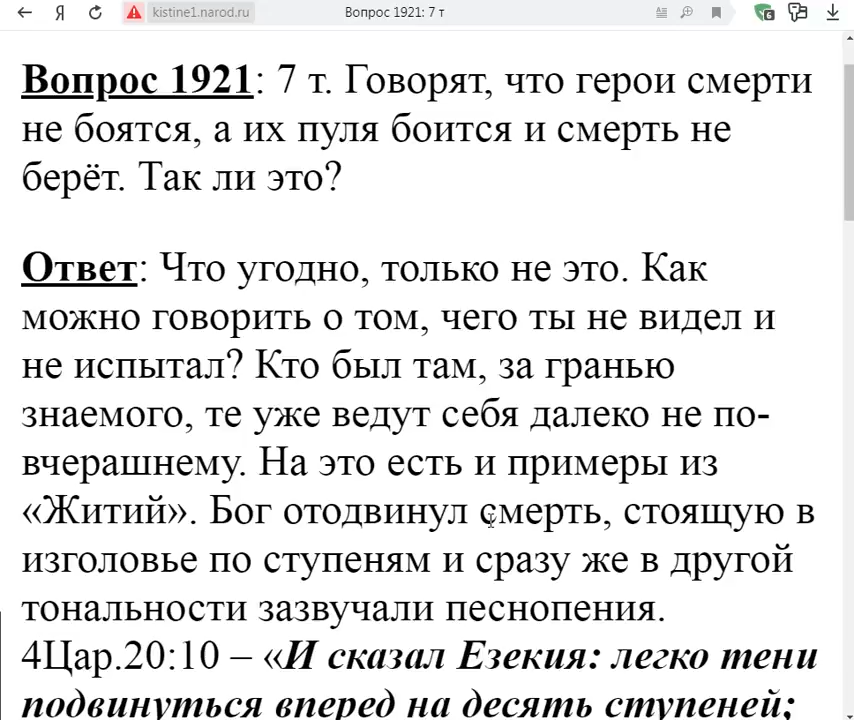 kistine1.narod.ru
Вопрос 1921: 7 т
6
Вопрос 1921: 7 т. Говорят, что герои смерти
не боятся, а их пуля боится и смерть не
берёт. Так ли это?
Ответ: Что угодно, только не это. Как
можно говорить о том, чего ты не видел и
не испытал? Кто был там, за гранью
знаемого, те уже ведут себя далеко не по-
вчерашнему. На это есть и примеры из
«Житий». Бог отодвинул смерть, стоящую в
изголовье по ступеням и сразу же в другой
тональности зазвучали песнопения.
4Цар.20:10 – «И сказал Езекия: легко тени
подвинуться вперед на десять ступеней;